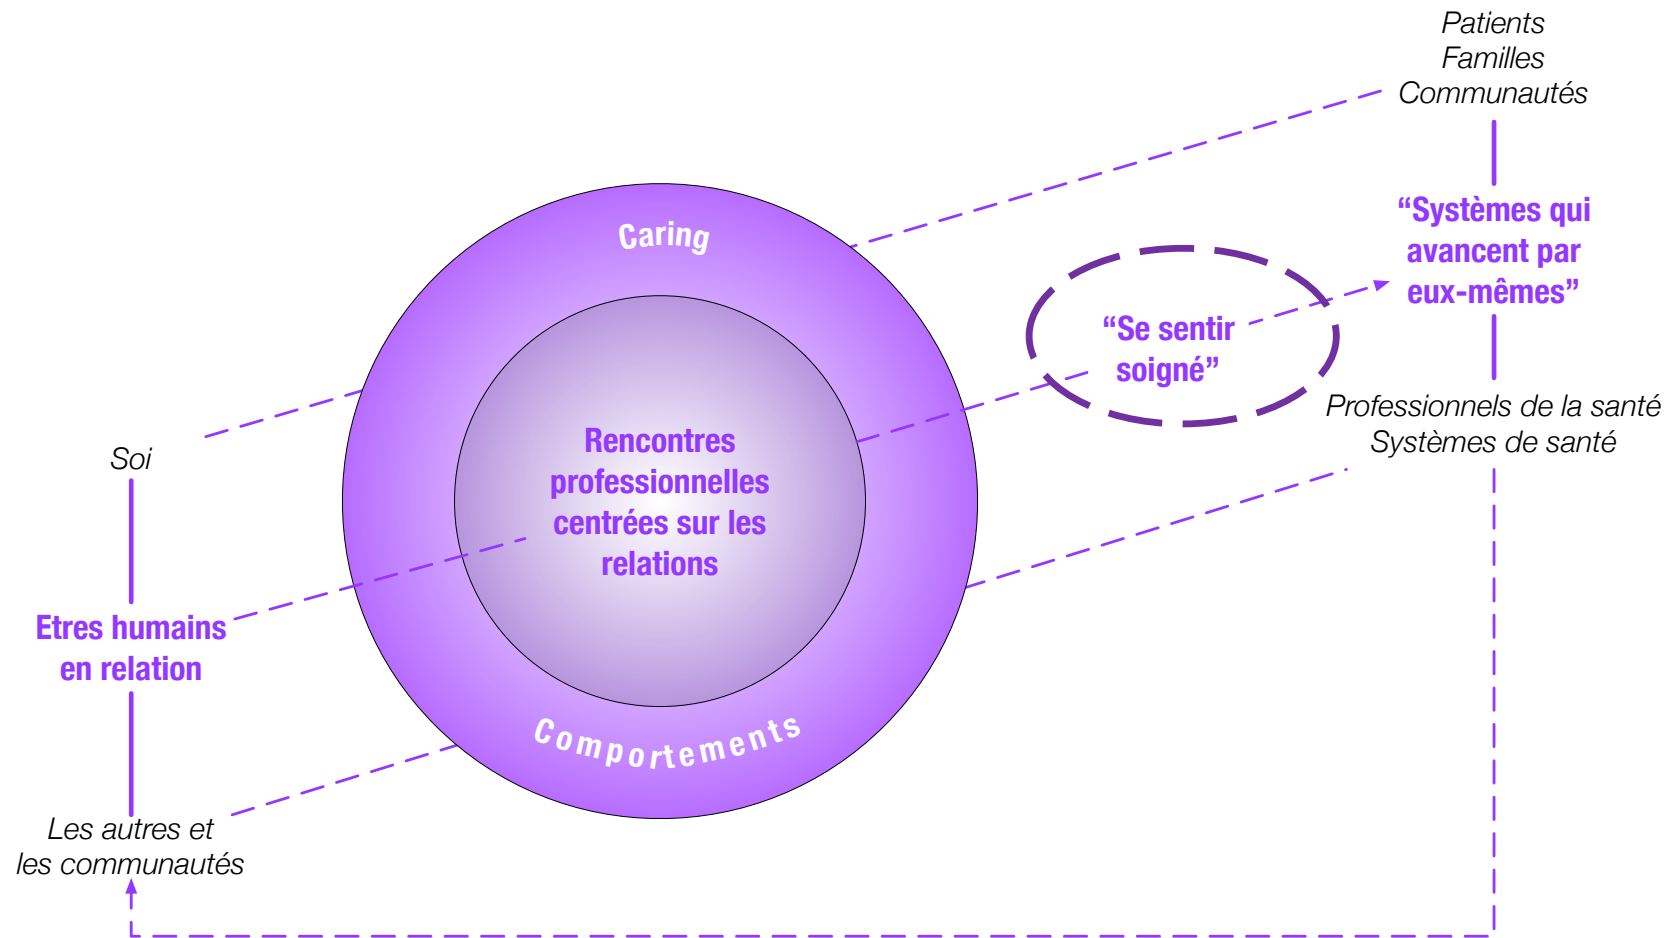 Patients
Familles
Communautés
“Systèmes qui
avancent par
eux-mêmes”
Professionnels de la santé
Systèmes de santé
Caring
“Se sentir
soigné”
Rencontres
professionnelles
centrées sur les
relations
Comportements
Soi
Etres humains
en relation
Les autres et
les communautés